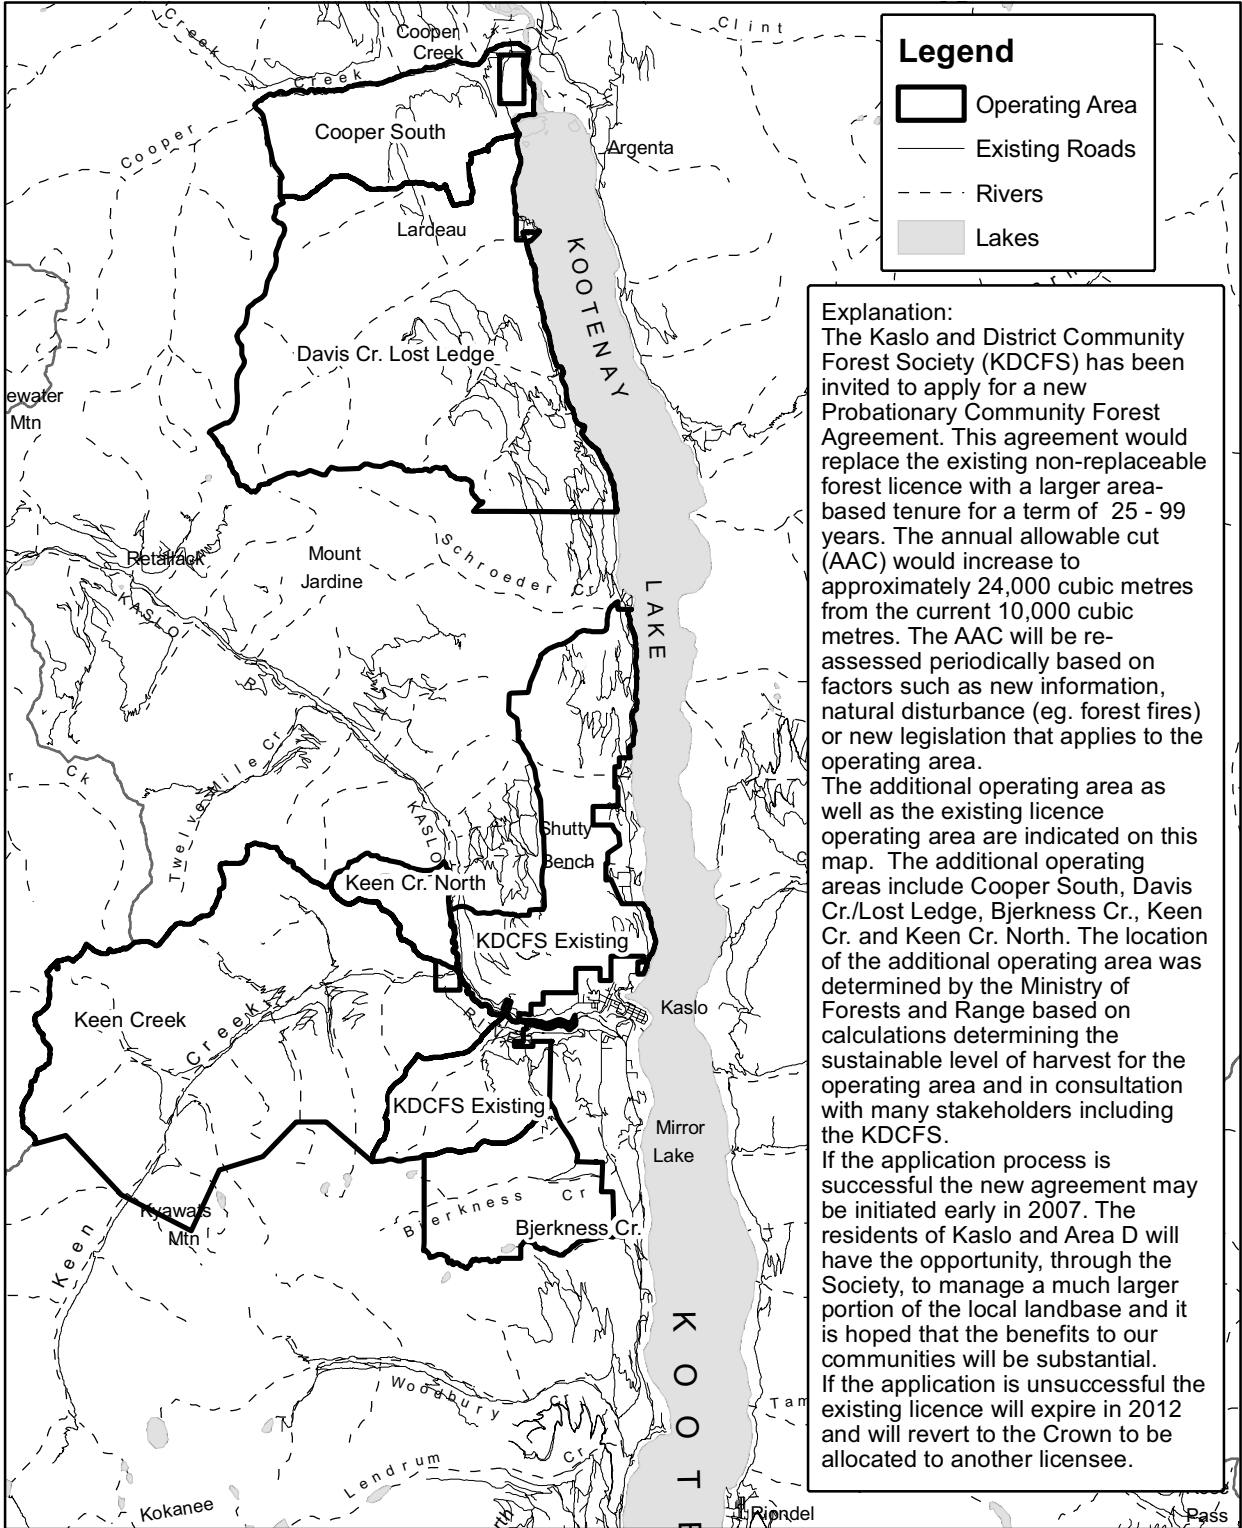 Creek
Cooper
Creek
Clint
Creek
Cooper
Cooper South
Argenta
Lardeau
KOOTENAY
Davis Cr. Lost Ledge
ewater
Mtn
Retallack
Mount
Jardine
Schroeder Cr
LAKE
KASLO
R
Ck
r
Twelve Mile Cr
KASLO
Shutty
Bench
C
Keen Cr. North
KDCFS Existing
Keen Creek
Creek
Kaslo
KDCFS Existing
Mirror
Lake
Kyawats
Mtn
Bjerkness Cr
Bjerkness Cr.
Keen
KOOTE
Woodbury Cr
Tam
Lendrum Cr
Kokanee
rth
Riondel
Pass
Legend
Operating Area
Existing Roads
Rivers
Lakes
Explanation:
The Kaslo and District Community
Forest Society (KDCFS) has been
invited to apply for a new
Probationary Community Forest
Agreement. This agreement would
replace the existing non-replaceable
forest licence with a larger area-
based tenure for a term of  25 - 99
years. The annual allowable cut
(AAC) would increase to
approximately 24,000 cubic metres
from the current 10,000 cubic
metres. The AAC will be re-
assessed periodically based on
factors such as new information,
natural disturbance (eg. forest fires)
or new legislation that applies to the
operating area.
The additional operating area as
well as the existing licence
operating area are indicated on this
map.  The additional operating
areas include Cooper South, Davis
Cr./Lost Ledge, Bjerkness Cr., Keen
Cr. and Keen Cr. North. The location
of the additional operating area was
determined by the Ministry of
Forests and Range based on
calculations determining the
sustainable level of harvest for the
operating area and in consultation
with many stakeholders including
the KDCFS.
If the application process is
successful the new agreement may
be initiated early in 2007. The
residents of Kaslo and Area D will
have the opportunity, through the
Society, to manage a much larger
portion of the local landbase and it
is hoped that the benefits to our
communities will be substantial.
If the application is unsuccessful the
existing licence will expire in 2012
and will revert to the Crown to be
allocated to another licensee.